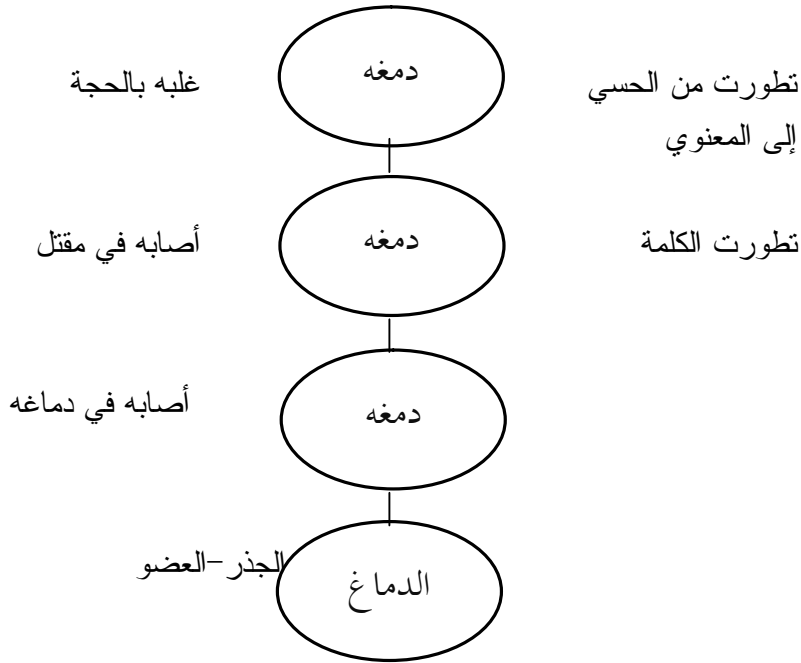 تطورت من الحسي
إلى المعنوي
دمغه
غلبه بالحجة
تطورت الكلمة
دمغه
أصابه في مقتل
دمغه
أصابه في دماغه
الدماغ
الجذر-العضو